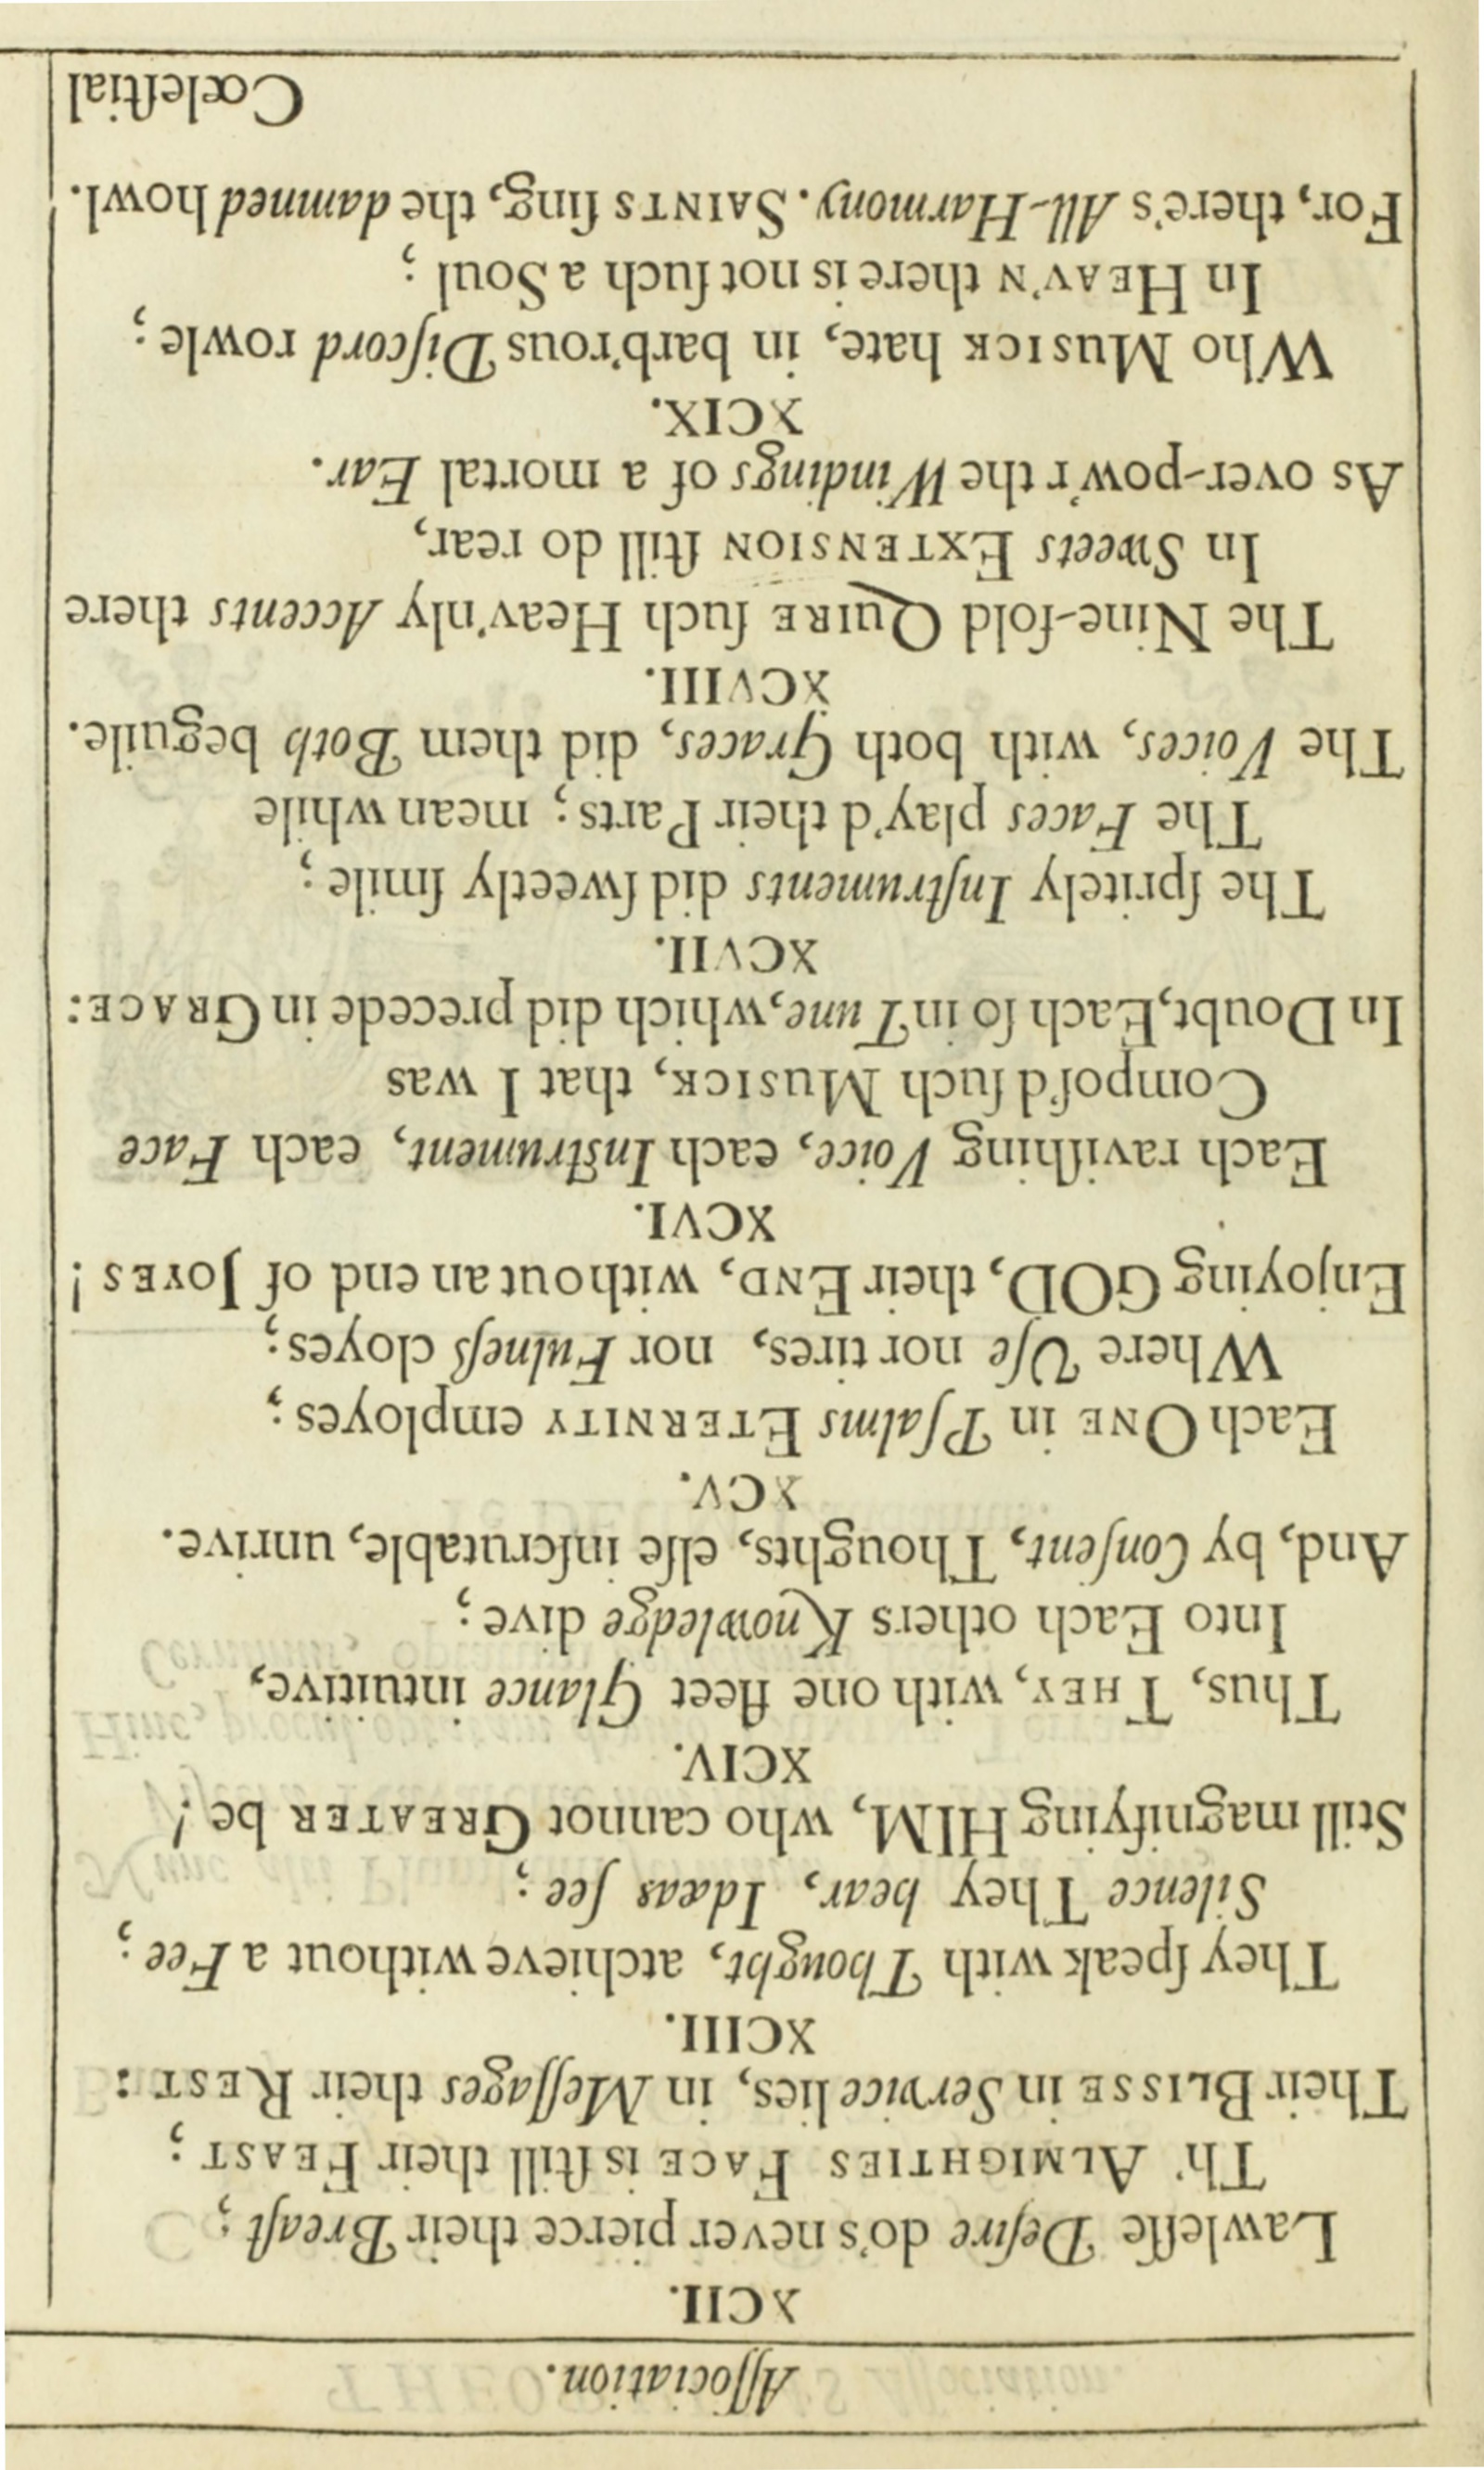 Aſſociation.
XCII.
Lawleſſe Deſire do's never pierce their Breaſt;
Th' ALMIGHTIES FACE is ſtill their FEAST;
Their BLISSE in Service lies, in Meſſages their REST:
XCIII.
They ſpeak with Thought, atchieve without a Fee;
Silence They hear, Idæas ſee;
Still magnifying HIM, who cannot GREATER be!
XCIV.
Thus, THEY, with one fleet Glance intuitive,
Into Each others Knowledge dive;
And, by Conſent, Thoughts, elſe inſcrutable, unrive.
XCV.
Each ONE in Pſalms ETERNITY employes;
Where Uſe nor tires, nor Fulneſs cloyes;
Enjoying GOD, their END, without an end of JOYES!
XCVI.
Each raviſhing Voice, each Inſtrument, each Face
Compoſ'd ſuch MUSICK, that I was
In Doubt, Each ſo in Tune, which did precede in GRACE:
XCVII.
The ſpritely Inſtruments did ſweetly ſmile;
The Faces play'd their Parts; mean while
The Voices, with both Graces, did them Both beguile.
XCVIII.
The Nine-fold QUIRE ſuch Heav'nly Accents there
In Sweets EXTENSION ſtill do rear,
As over-pow'r the Windings of a mortal Ear.
XCIX.
Who MUSICK hate, in barb'rous Diſcord rowle;
In HEAV'N there is not ſuch a Soul;
For, there's All-Harmony. SAINTS ſing, the damned howl.
Cœleſtial